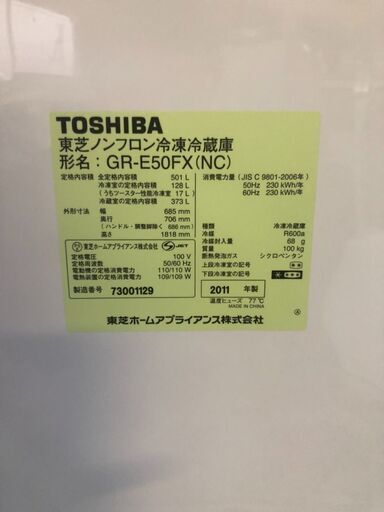 TOSHIBA
東芝ノンフロン冷凍冷蔵庫
形名：GR-E50FX(NC)
定格内容積 全定格内容積 501 L
冷凍室の定格内容積 128 L
(うちツースター性能冷凍室 17 L)
冷蔵室の定格内容積 373 L
外形寸法 幅 685 mm
奥行 706 mm
(ハンドル・調整脚除く 686 mm)
高さ 1818 mm
東芝ホームアプライアンス株式会社 JET
定格電圧 100 V
定格周波数 50/60 Hz
電動機の定格消費電力 110/110 W
電熱装置の定格消費電力 109/109 W
製造番号 73001129
消費電力量 (JIS C 9801-2006年)
50Hz 230 kWh/年
60Hz 230 kWh/年
種類 冷凍冷蔵庫
冷媒 R600a
冷媒封入量 68 g
質量 100 kg
断熱発泡ガス シクロペンタン
上段冷凍室の記号
下段冷凍室の記号
2011 年製
温度ヒューズ 77 ℃
MADE IN CHINA
東芝ホームアプライアンス株式会社